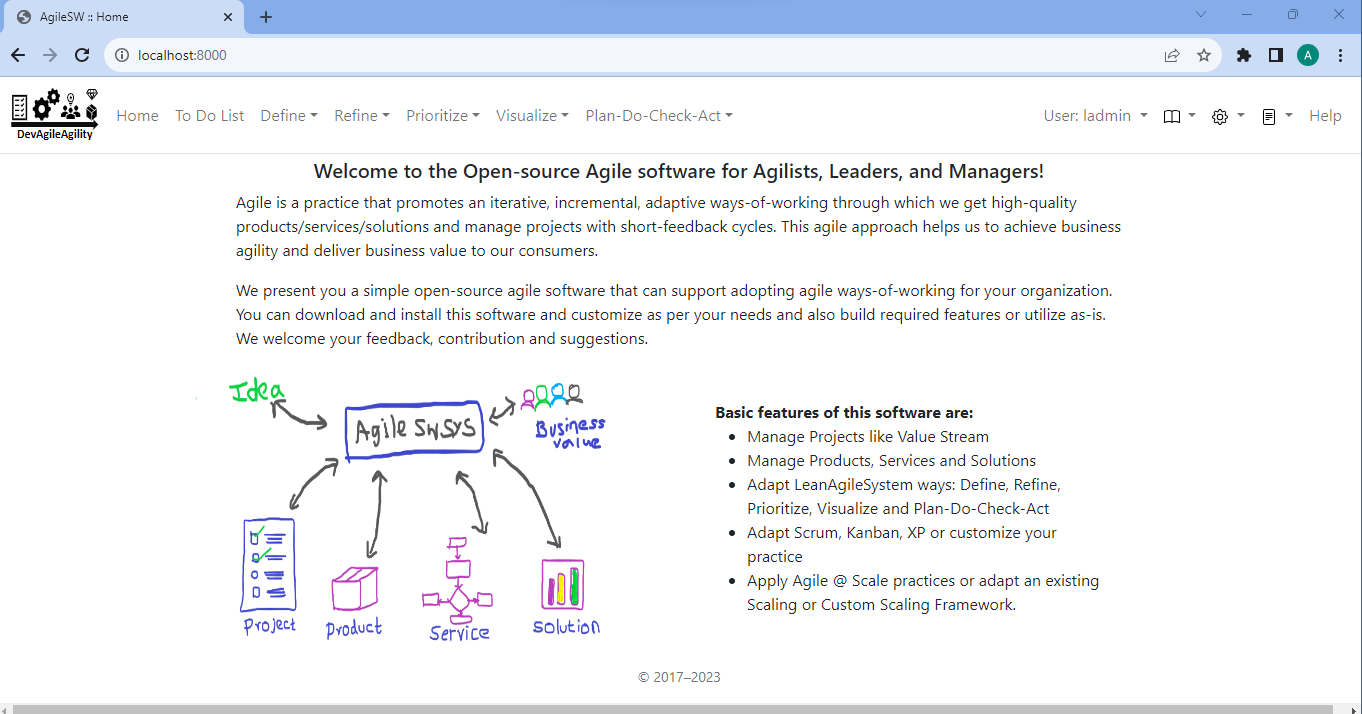 AgileSW :: Home
localhost:8000
A
DevAgileAgility
Home To Do List Define Refine Prioritize Visualize Plan-Do-Check-Act User: ladmin Help
Welcome to the Open-source Agile software for Agilists, Leaders, and Managers!
Agile is a practice that promotes an iterative, incremental, adaptive ways-of-working through which we get high-quality
products/services/solutions and manage projects with short-feedback cycles. This agile approach helps us to achieve business
agility and deliver business value to our consumers.
We present you a simple open-source agile software that can support adopting agile ways-of-working for your organization.
You can download and install this software and customize as per your needs and also build required features or utilize as-is.
We welcome your feedback, contribution and suggestions.
Idea
Agile SWSYS
Business
value
Project
Product
Service
Solution
Basic features of this software are:
Manage Projects like Value Stream
Manage Products, Services and Solutions
Adapt LeanAgileSystem ways: Define, Refine,
Prioritize, Visualize and Plan-Do-Check-Act
Adapt Scrum, Kanban, XP or customize your
practice
Apply Agile @ Scale practices or adapt an existing
Scaling or Custom Scaling Framework.
© 2017–2023